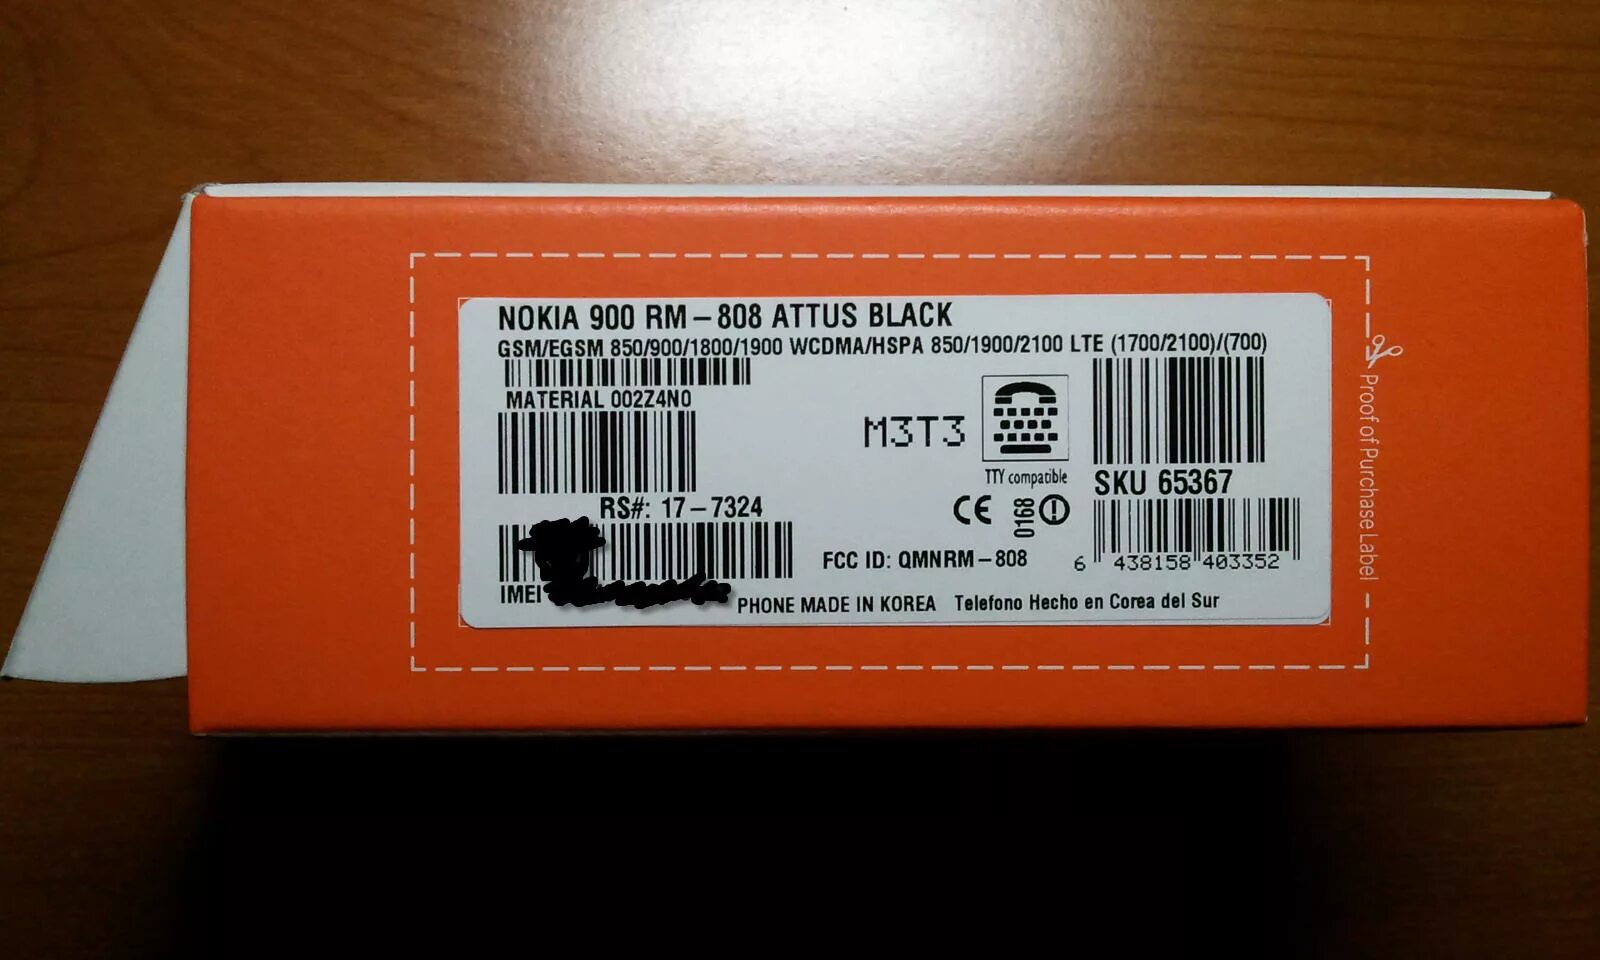 NOKIA 900 RM-808 ATTUS BLACK
GSM/EGSM 850/900/1800/1900 WCDMA/HSPA 850/1900/2100 LTE (1700/2100)/(700)
MATERIAL 002Z4N0
M3T3
TTY compatible
SKU 65367
RS#: 17-7324
CE 0168
FCC ID: QMNRM-808
6 438158 403352
IMEI
PHONE MADE IN KOREA Telefono Hecho en Corea del Sur
Proof of Purchase Label